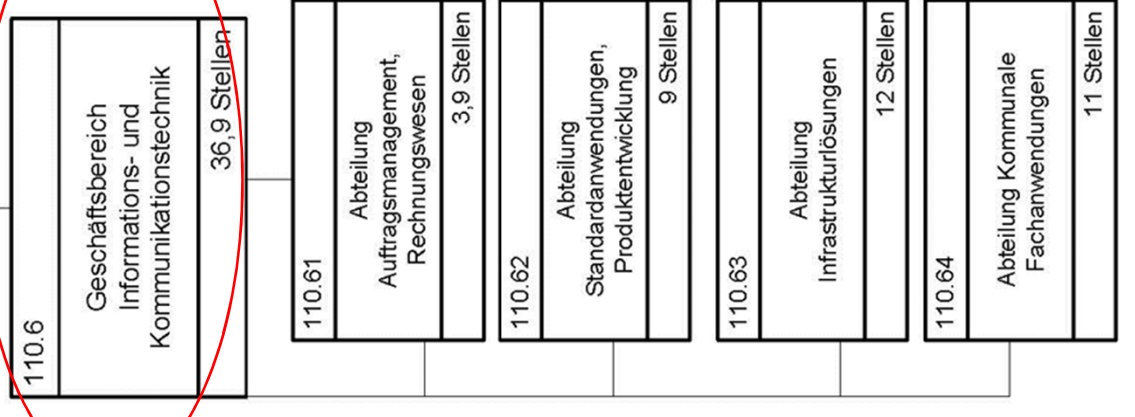 110.6
Geschäftsbereich
Informations- und
Kommunikationstechnik
36,9 Stellen
110.61
Abteilung
Auftragsmanagement,
Rechnungswesen
3,9 Stellen
110.62
Abteilung
Standardanwendungen,
Produktentwicklung
9 Stellen
110.63
Abteilung
Infrastrukturlösungen
12 Stellen
110.64
Abteilung Kommunale
Fachanwendungen
11 Stellen